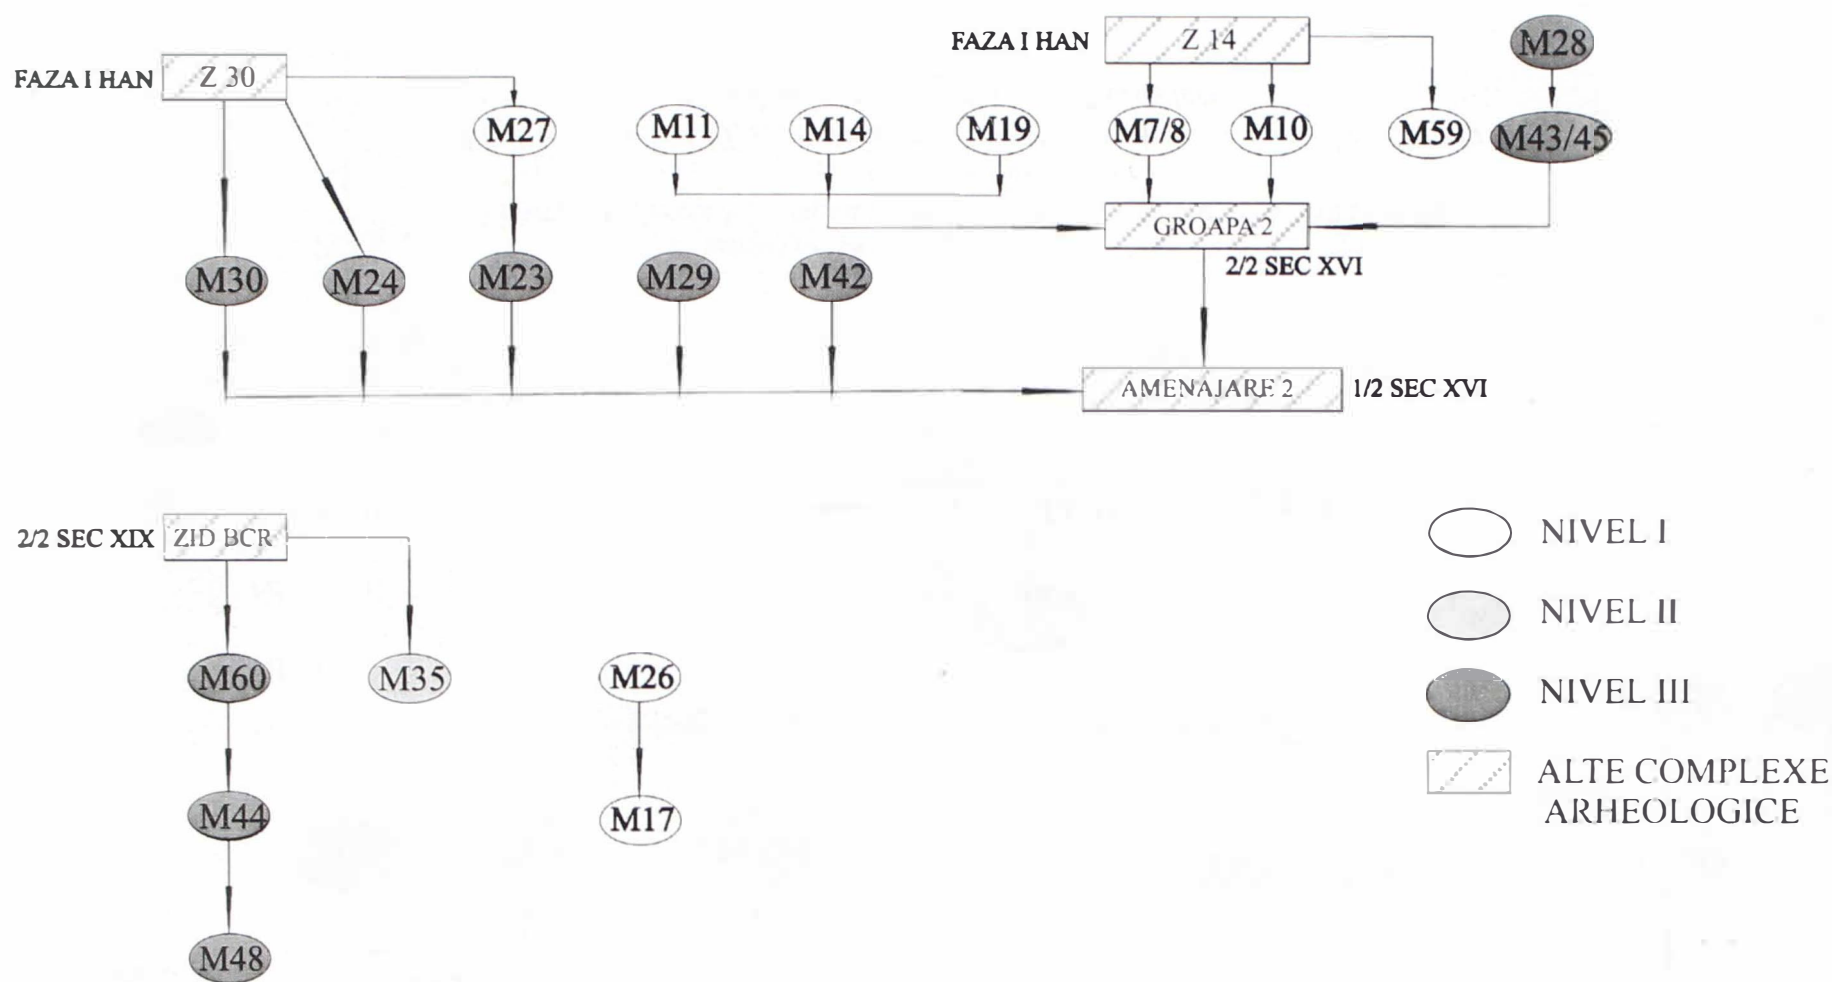 FAZA I HAN
Z 14
M28
FAZA I HAN
Z 30
M27
M11
M14
M19
M7/8
M10
M59
M43/45
GROAPA 2
2/2 SEC XVI
M30
M24
M23
M29
M42
AMENAJARE 2
1/2 SEC XVI
2/2 SEC XIX
ZID BCR
M60
M35
M26
M44
M17
M48
NIVEL I
NIVEL II
NIVEL III
ALTE COMPLEXE
ARHEOLOGICE